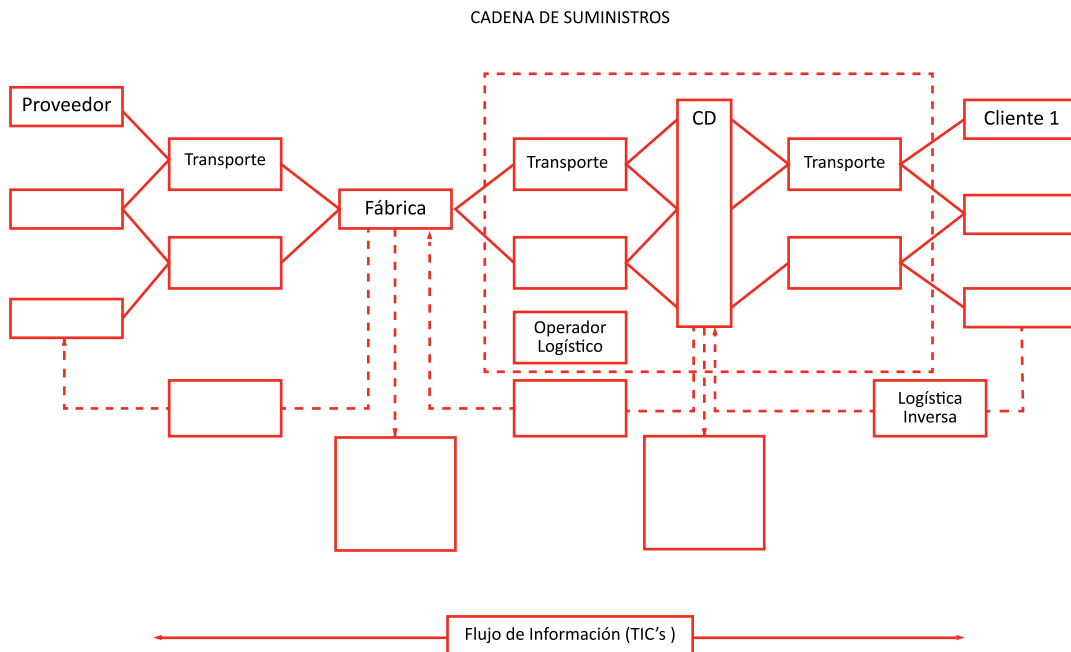 CADENA DE SUMINISTROS
Proveedor
CD
Cliente 1
Transporte
Transporte
Transporte
Fábrica
Operador
Logístico
Logística
Inversa
Flujo de Información (TIC’s )